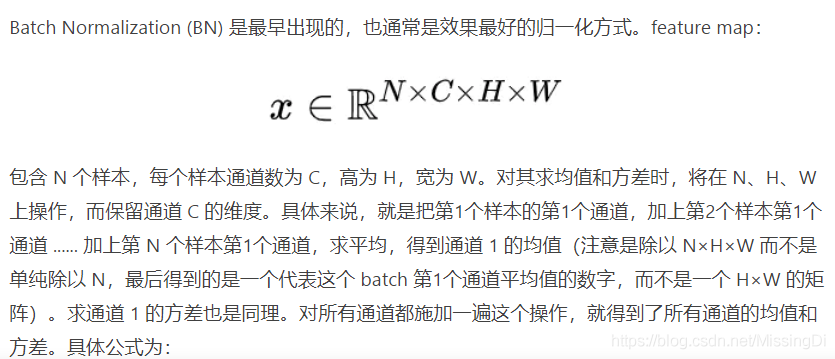 Batch Normalization (BN) 是最早出现的，也通常是效果最好的归一化方式。feature map：
x ∈ ℝ^{N×C×H×W}
包含 N 个样本，每个样本通道数为 C，高为 H，宽为 W。对其求均值和方差时，将在 N、H、W
上操作，而保留通道 C 的维度。具体来说，就是把第1个样本的第1个通道，加上第2个样本第1个
通道 ...... 加上第 N 个样本第1个通道，求平均，得到通道 1 的均值（注意是除以 N×H×W 而不是
单纯除以 N，最后得到的是一个代表这个 batch 第1个通道平均值的数字，而不是一个 H×W 的矩
阵）。求通道 1 的方差也是同理。对所有通道都施加一遍这个操作，就得到了所有通道的均值和
方差。具体公式为：
https://blog.csdn.net/MissingDi